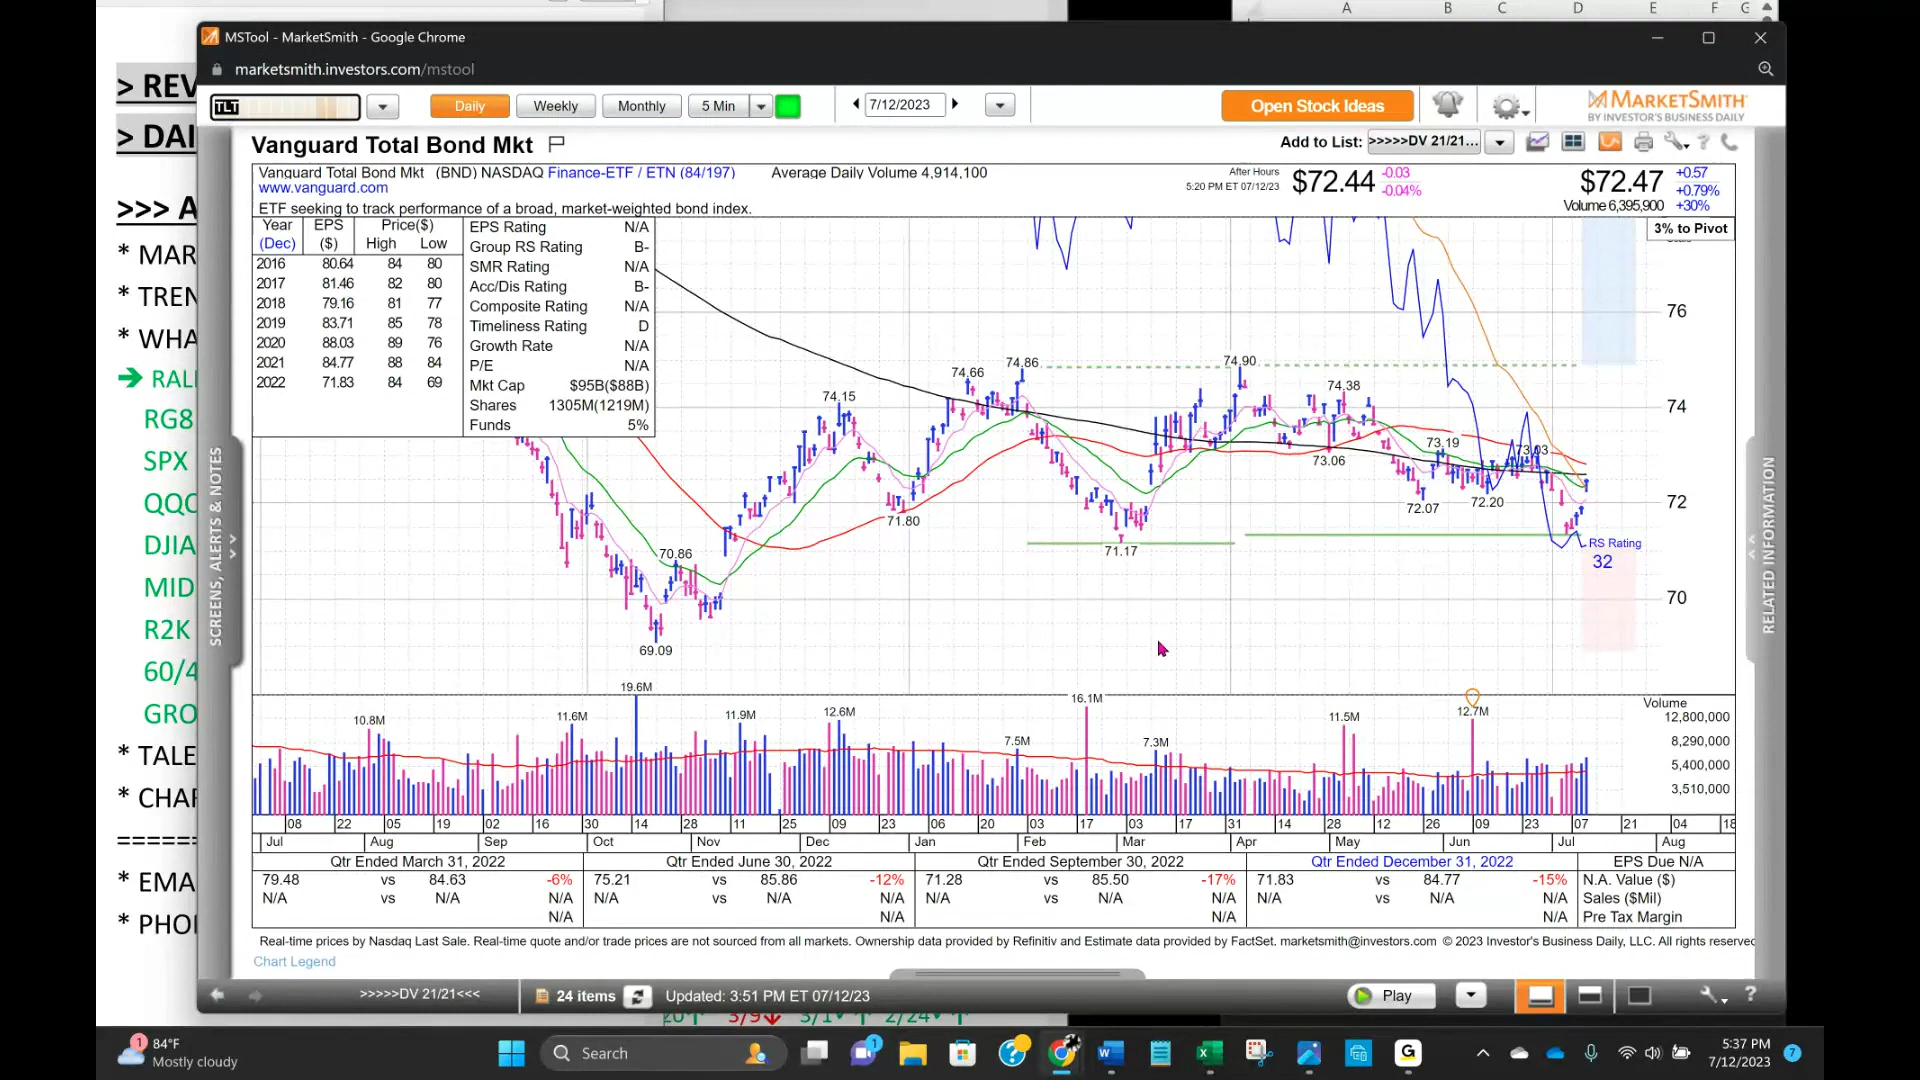 A B C D E F G
MSTool - MarketSmith - Google Chrome
marketsmith.investors.com/mstool
TLT Daily Weekly Monthly 5 Min 7/12/2023 Open Stock Ideas MARKETSMITH
BY INVESTOR'S BUSINESS DAILY
Vanguard Total Bond Mkt Add to List: >>>>>DV 21/21...
Vanguard Total Bond Mkt (BND) NASDAQ Finance-ETF / ETN (84/197) Average Daily Volume 4,914,100
www.vanguard.com
ETF seeking to track performance of a broad, market-weighted bond index.
After Hours
5:20 PM ET 07/12/23
$72.44 -0.03
-0.04%
$72.47 +0.57
+0.79%
Volume 6,395,900 +30%
3% to Pivot
Year EPS Price($)
(Dec) ($) High Low
2016 80.64 84 80
2017 81.46 82 80
2018 79.16 81 77
2019 83.71 85 78
2020 88.03 89 76
2021 84.77 88 84
2022 71.83 84 69
EPS Rating N/A
Group RS Rating B-
SMR Rating N/A
Acc/Dis Rating B-
Composite Rating N/A
Timeliness Rating D
Growth Rate N/A
P/E N/A
Mkt Cap $95B($88B)
Shares 1305M(1219M)
Funds 5%
76
74
72
70
74.15
74.66
74.86
74.90
74.38
73.19
73.03
73.06
72.07
72.20
71.80
71.17
70.86
69.09
RS Rating
32
SCREENS, ALERTS & NOTES
RELATED INFORMATION
10.8M 11.6M 19.6M 11.9M 12.6M 7.5M 16.1M 7.3M 11.5M 12.7M
Volume
12,800,000
8,290,000
5,400,000
3,510,000
08 22 05 19 02 16 30 14 28 11 25 09 23 06 20 03 17 03 17 31 14 28 12 26 09 23 07 21 04 18
Jul Aug Sep Oct Nov Dec Jan Feb Mar Apr May Jun Jul Aug
Qtr Ended March 31, 2022 Qtr Ended June 30, 2022 Qtr Ended September 30, 2022 Qtr Ended December 31, 2022 EPS Due N/A
79.48 vs 84.63 -6% 75.21 vs 85.86 -12% 71.28 vs 85.50 -17% 71.83 vs 84.77 -15% N.A. Value ($)
N/A vs N/A N/A N/A vs N/A N/A N/A vs N/A N/A N/A vs N/A N/A Sales ($Mil)
N/A N/A N/A N/A Pre Tax Margin
Real-time prices by Nasdaq Last Sale. Real-time quote and/or trade prices are not sourced from all markets. Ownership data provided by Refinitiv and Estimate data provided by FactSet. marketsmith@investors.com © 2023 Investor's Business Daily, LLC. All rights reserved
Chart Legend
>>>>>DV 21/21<<< 24 items Updated: 3:51 PM ET 07/12/23 Play ?
> REV
> DAI
>>> A
* MAR
* TREN
* WHA
RALI
RG8
SPX
QQQ
DJIA
MID
R2K
60/4
GRO
* TALE
* CHAR
======
* EMA
* PHO
3/9 3/1 2/24
1 84°F
Mostly cloudy
Search
1
5:37 PM
7/12/2023
7